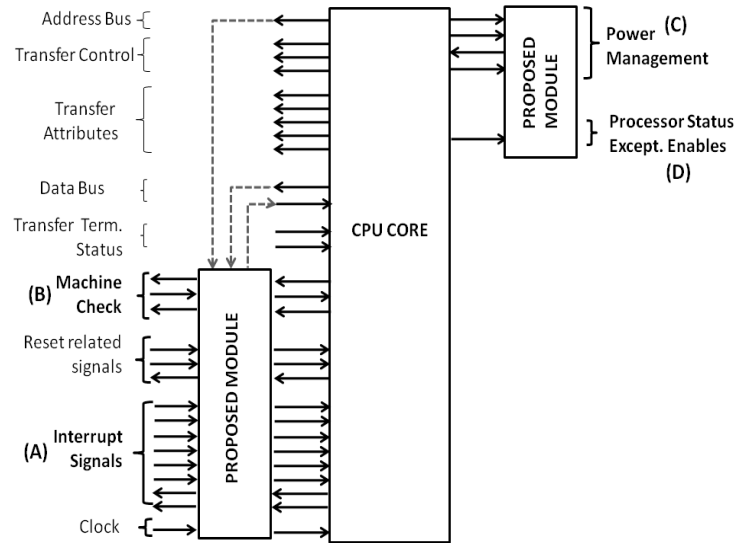 Address Bus
Transfer Control
Transfer
Attributes
Data Bus
Transfer Term.
Status
(B) Machine
Check
Reset related
signals
(A) Interrupt
Signals
Clock
PROPOSED MODULE
CPU CORE
PROPOSED
MODULE
Power (C)
Management
Processor Status
Except. Enables
(D)